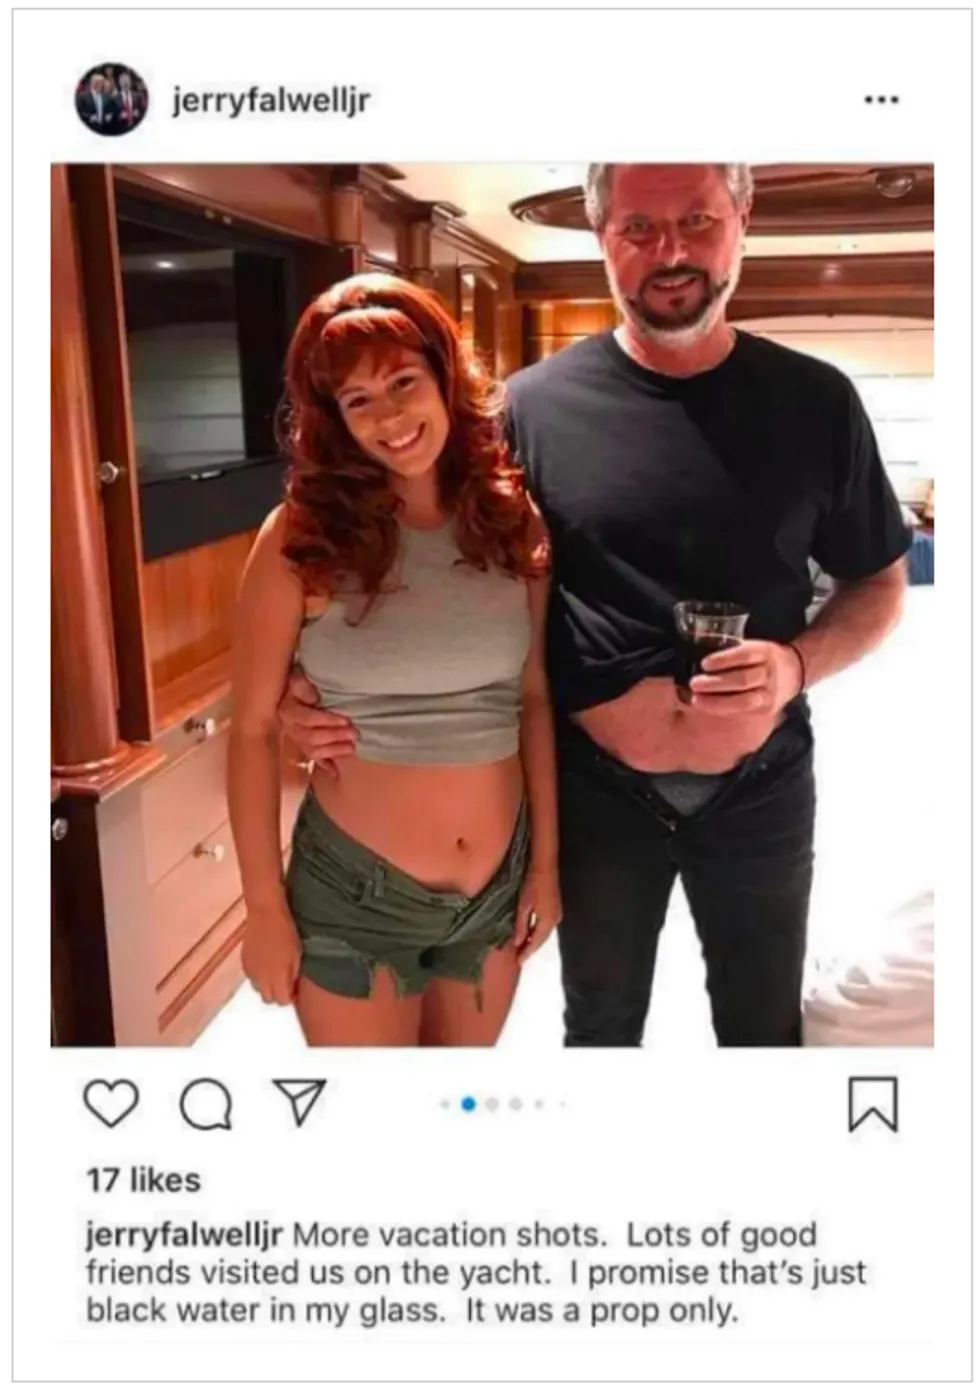 jerryfalwelljr
17 likes
jerryfalwelljr More vacation shots.  Lots of good
friends visited us on the yacht.  I promise that's just
black water in my glass.  It was a prop only.